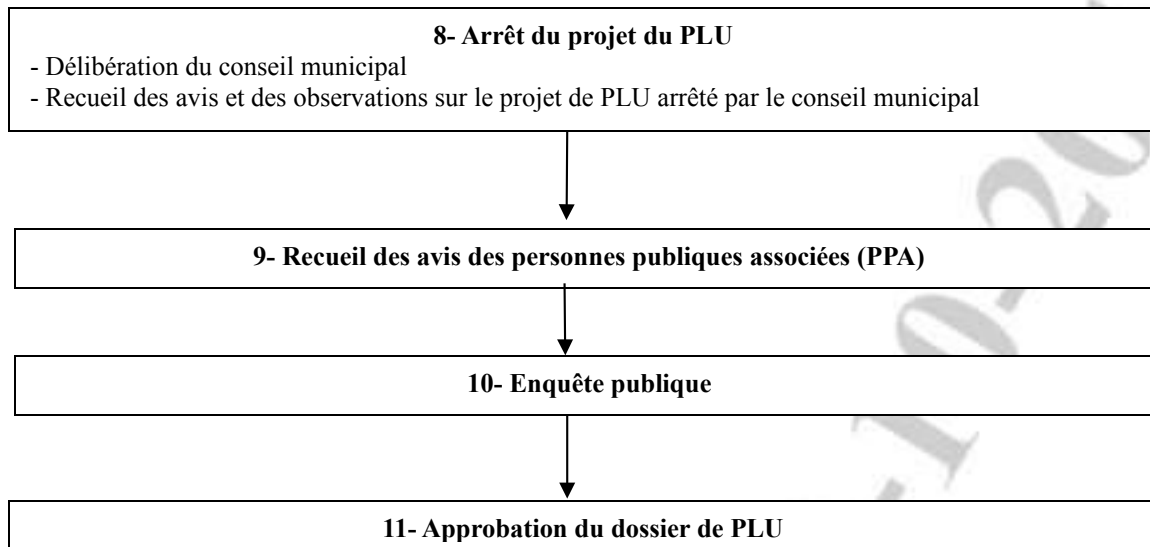 8- Arrêt du projet du PLU
- Délibération du conseil municipal
- Recueil des avis et des observations sur le projet de PLU arrêté par le conseil municipal
9- Recueil des avis des personnes publiques associées (PPA)
10- Enquête publique
11- Approbation du dossier de PLU